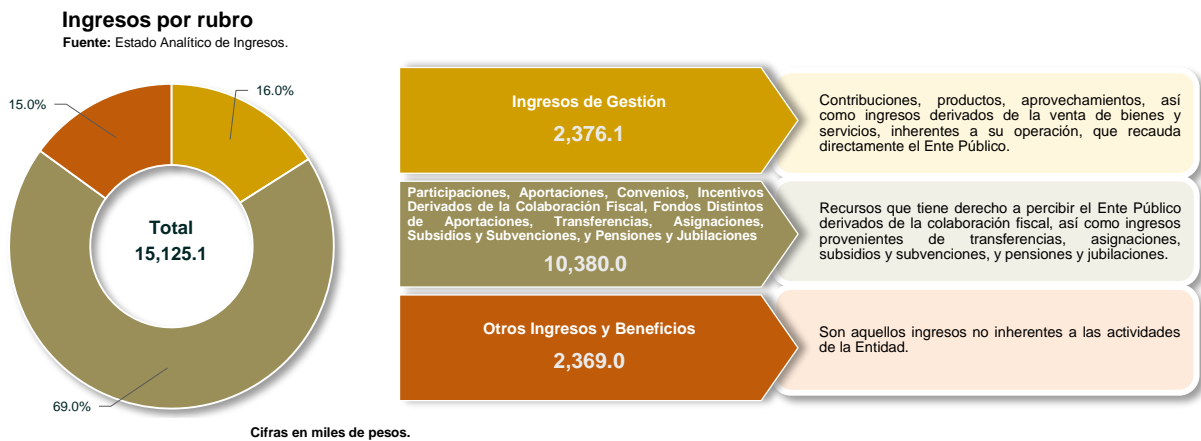 Ingresos por rubro
Fuente: Estado Analítico de Ingresos.
16.0%
15.0%
69.0%
Total
15,125.1
Ingresos de Gestión
2,376.1
Contribuciones, productos, aprovechamientos, así
como ingresos derivados de la venta de bienes y
servicios, inherentes a su operación, que recauda
directamente el Ente Público.
Participaciones, Aportaciones, Convenios, Incentivos
Derivados de la Colaboración Fiscal, Fondos Distintos
de Aportaciones, Transferencias, Asignaciones,
Subsidios y Subvenciones, y Pensiones y Jubilaciones
10,380.0
Recursos que tiene derecho a percibir el Ente Público
derivados de la colaboración fiscal, así como ingresos
provenientes de transferencias, asignaciones,
subsidios y subvenciones, y pensiones y jubilaciones.
Otros Ingresos y Beneficios
2,369.0
Son aquellos ingresos no inherentes a las actividades
de la Entidad.
Cifras en miles de pesos.